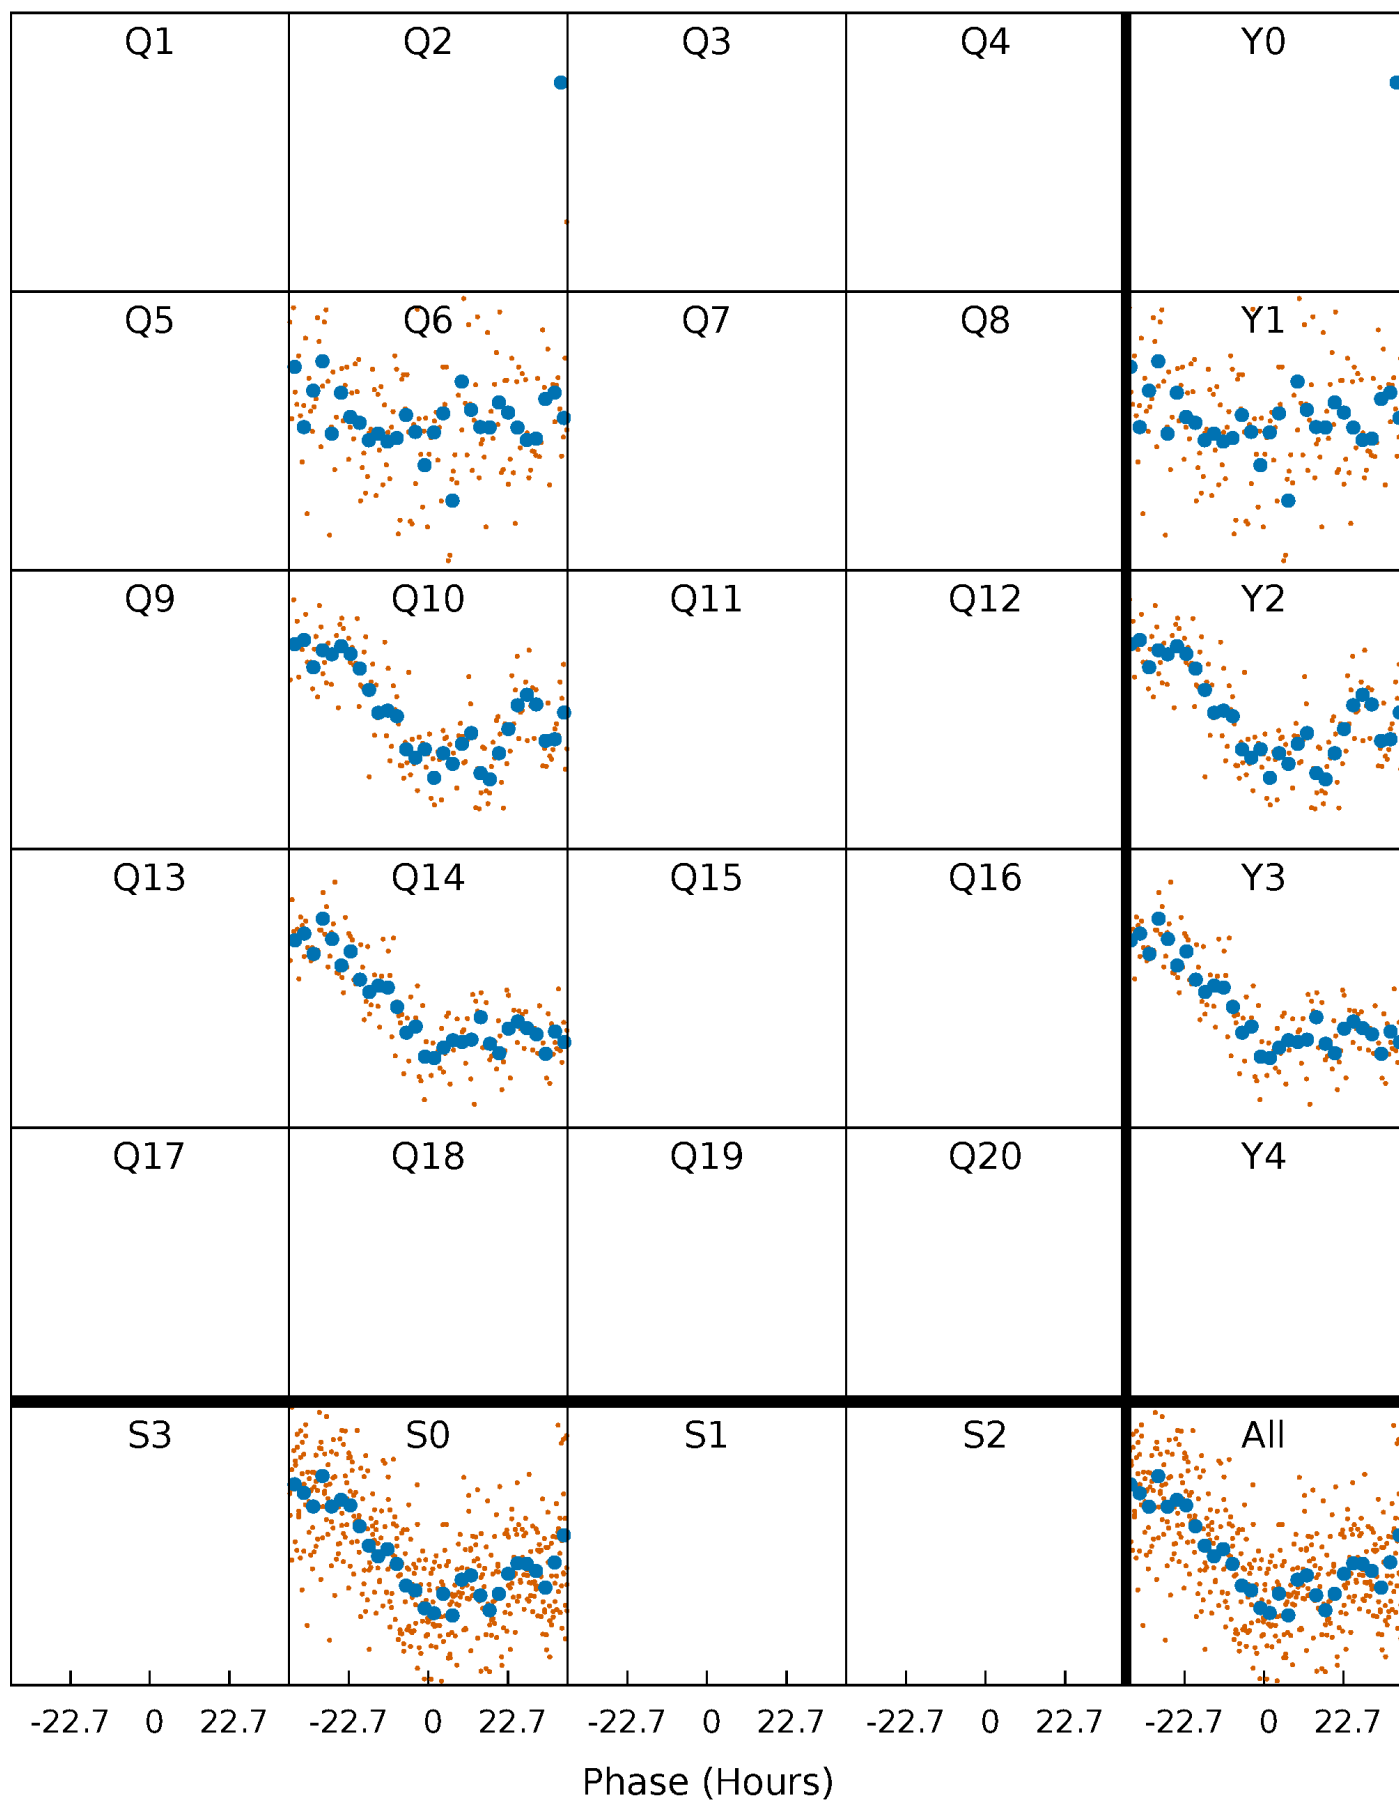 Q1 Q2 Q3 Q4 Y0
Q5 Q6 Q7 Q8 Y1
Q9 Q10 Q11 Q12 Y2
Q13 Q14 Q15 Q16 Y3
Q17 Q18 Q19 Q20 Y4
S3 S0 S1 S2 All
-22.7 0 22.7 -22.7 0 22.7 -22.7 0 22.7 -22.7 0 22.7 -22.7 0 22.7
Phase (Hours)